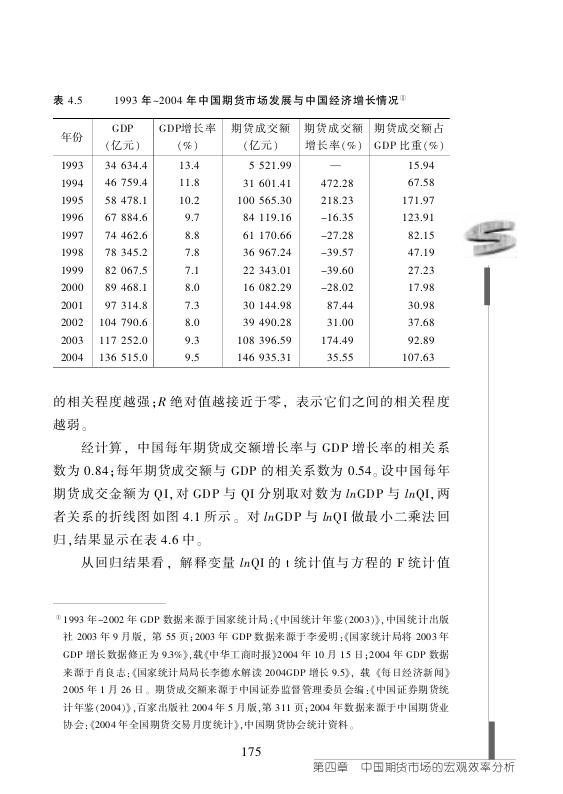 表 4.5 1993 年~2004 年中国期货市场发展与中国经济增长情况①
年份 GDP（亿元） GDP增长率（%） 期货成交额（亿元） 期货成交额增长率(%) 期货成交额占GDP 比重(%)
1993 34 634.4 13.4 5 521.99 — 15.94
1994 46 759.4 11.8 31 601.41 472.28 67.58
1995 58 478.1 10.2 100 565.30 218.23 171.97
1996 67 884.6 9.7 84 119.16 –16.35 123.91
1997 74 462.6 8.8 61 170.66 –27.28 82.15
1998 78 345.2 7.8 36 967.24 –39.57 47.19
1999 82 067.5 7.1 22 343.01 –39.60 27.23
2000 89 468.1 8.0 16 082.29 –28.02 17.98
2001 97 314.8 7.3 30 144.98 87.44 30.98
2002 104 790.6 8.0 39 490.28 31.00 37.68
2003 117 252.0 9.3 108 396.59 174.49 92.89
2004 136 515.0 9.5 146 935.31 35.55 107.63
的相关程度越强；R 绝对值越接近于零，表示它们之间的相关程度
越弱。
经计算，中国每年期货成交额增长率与 GDP 增长率的相关系
数为 0.84；每年期货成交额与 GDP 的相关系数为 0.54。设中国每年
期货成交金额为 QI，对 GDP 与 QI 分别取对数为 lnGDP 与 lnQI，两
者关系的折线图如图 4.1 所示。对 lnGDP 与 lnQI 做最小二乘法回
归，结果显示在表 4.6 中。
从回归结果看，解释变量 lnQI 的 t 统计值与方程的 F 统计值
① 1993 年~2002 年 GDP 数据来源于国家统计局：《中国统计年鉴(2003)》，中国统计出版
社 2003 年 9 月版，第 55 页；2003 年 GDP 数据来源于李爱明：《国家统计局将 2003 年
GDP 增长数据修正为 9.3%》，载《中华工商时报》2004 年 10 月 15 日；2004 年 GDP 数据
来源于肖良志：《国家统计局局长李德水解读 2004GDP 增长 9.5》，载《每日经济新闻》
2005 年 1 月 26 日。期货成交额来源于中国证券监督管理委员会编：《中国证券期货统
计年鉴(2004)》，百家出版社 2004 年 5 月版，第 311 页；2004 年数据来源于中国期货业
协会：《2004 年全国期货交易月度统计》，中国期货协会统计资料。
175
第四章 中国期货市场的宏观效率分析